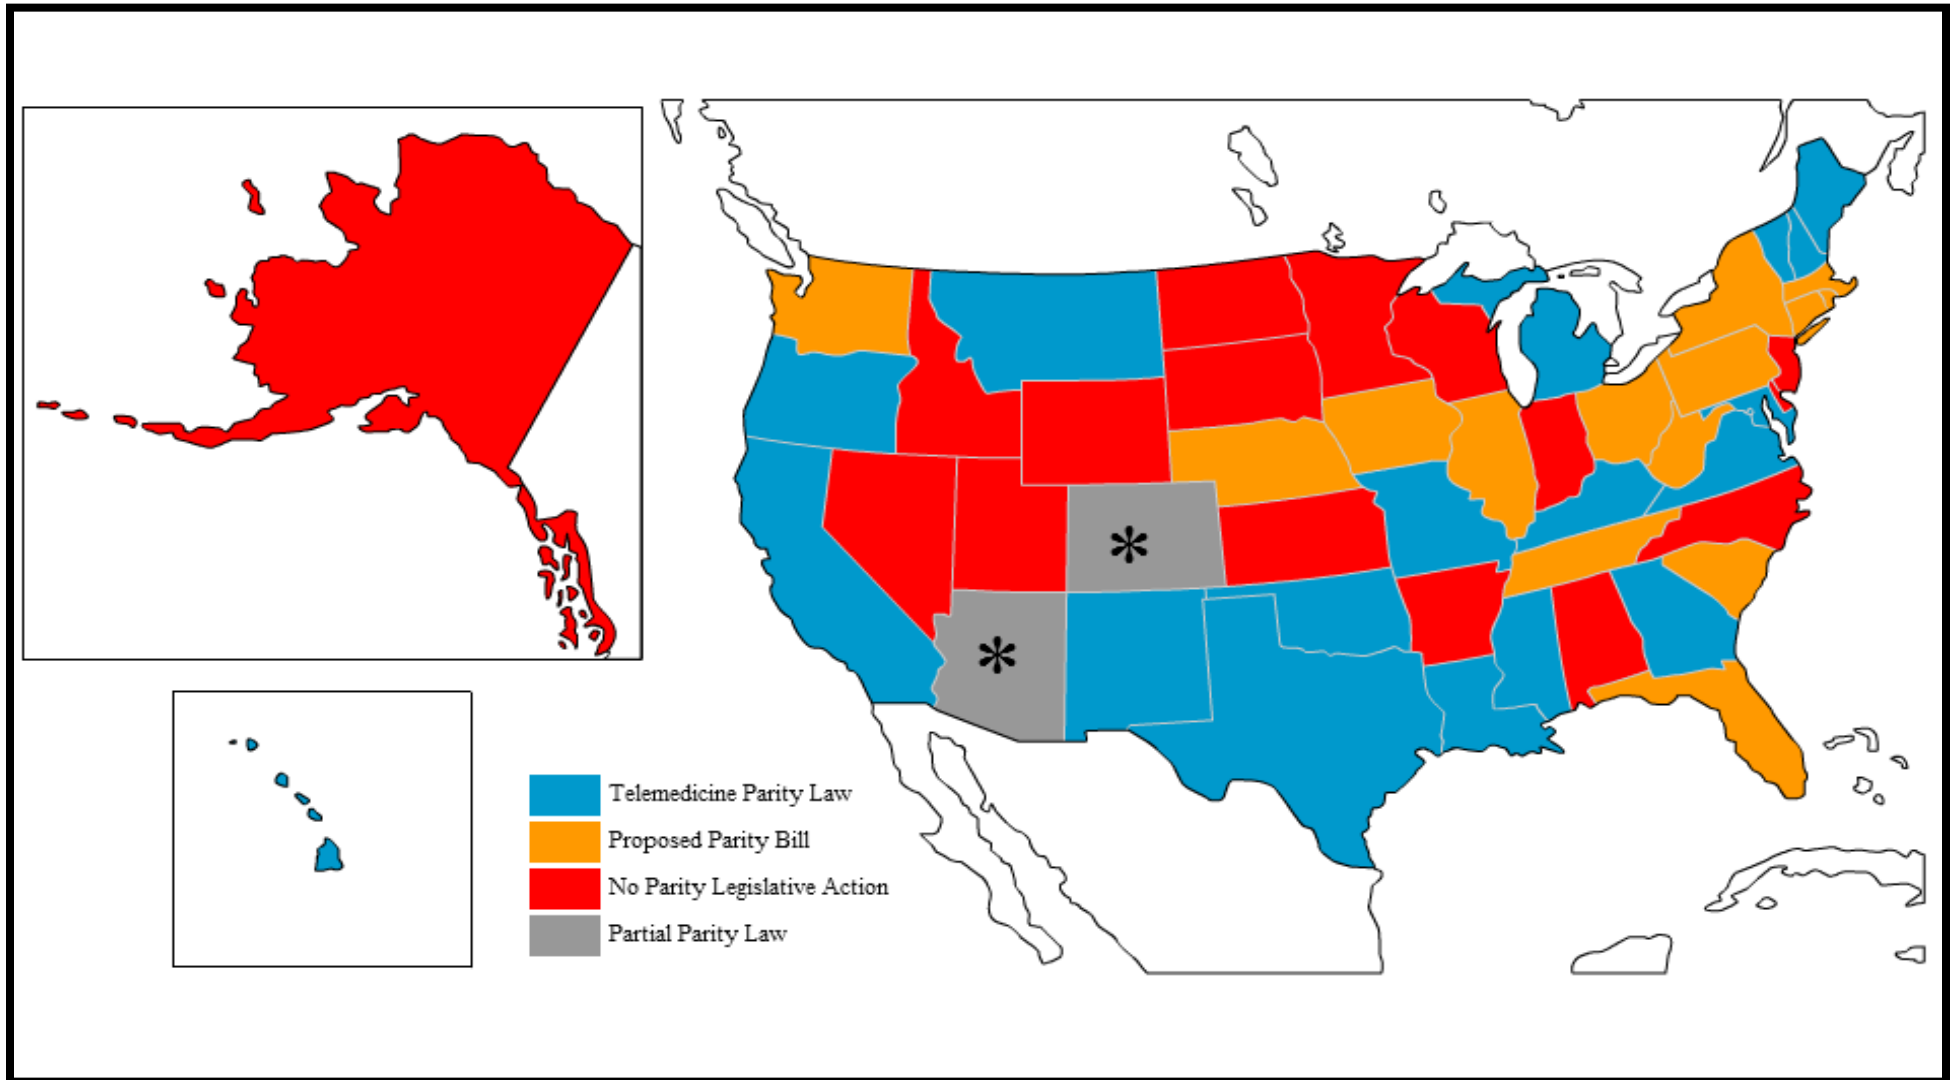 *
*
Telemedicine Parity Law
Proposed Parity Bill
No Parity Legislative Action
Partial Parity Law